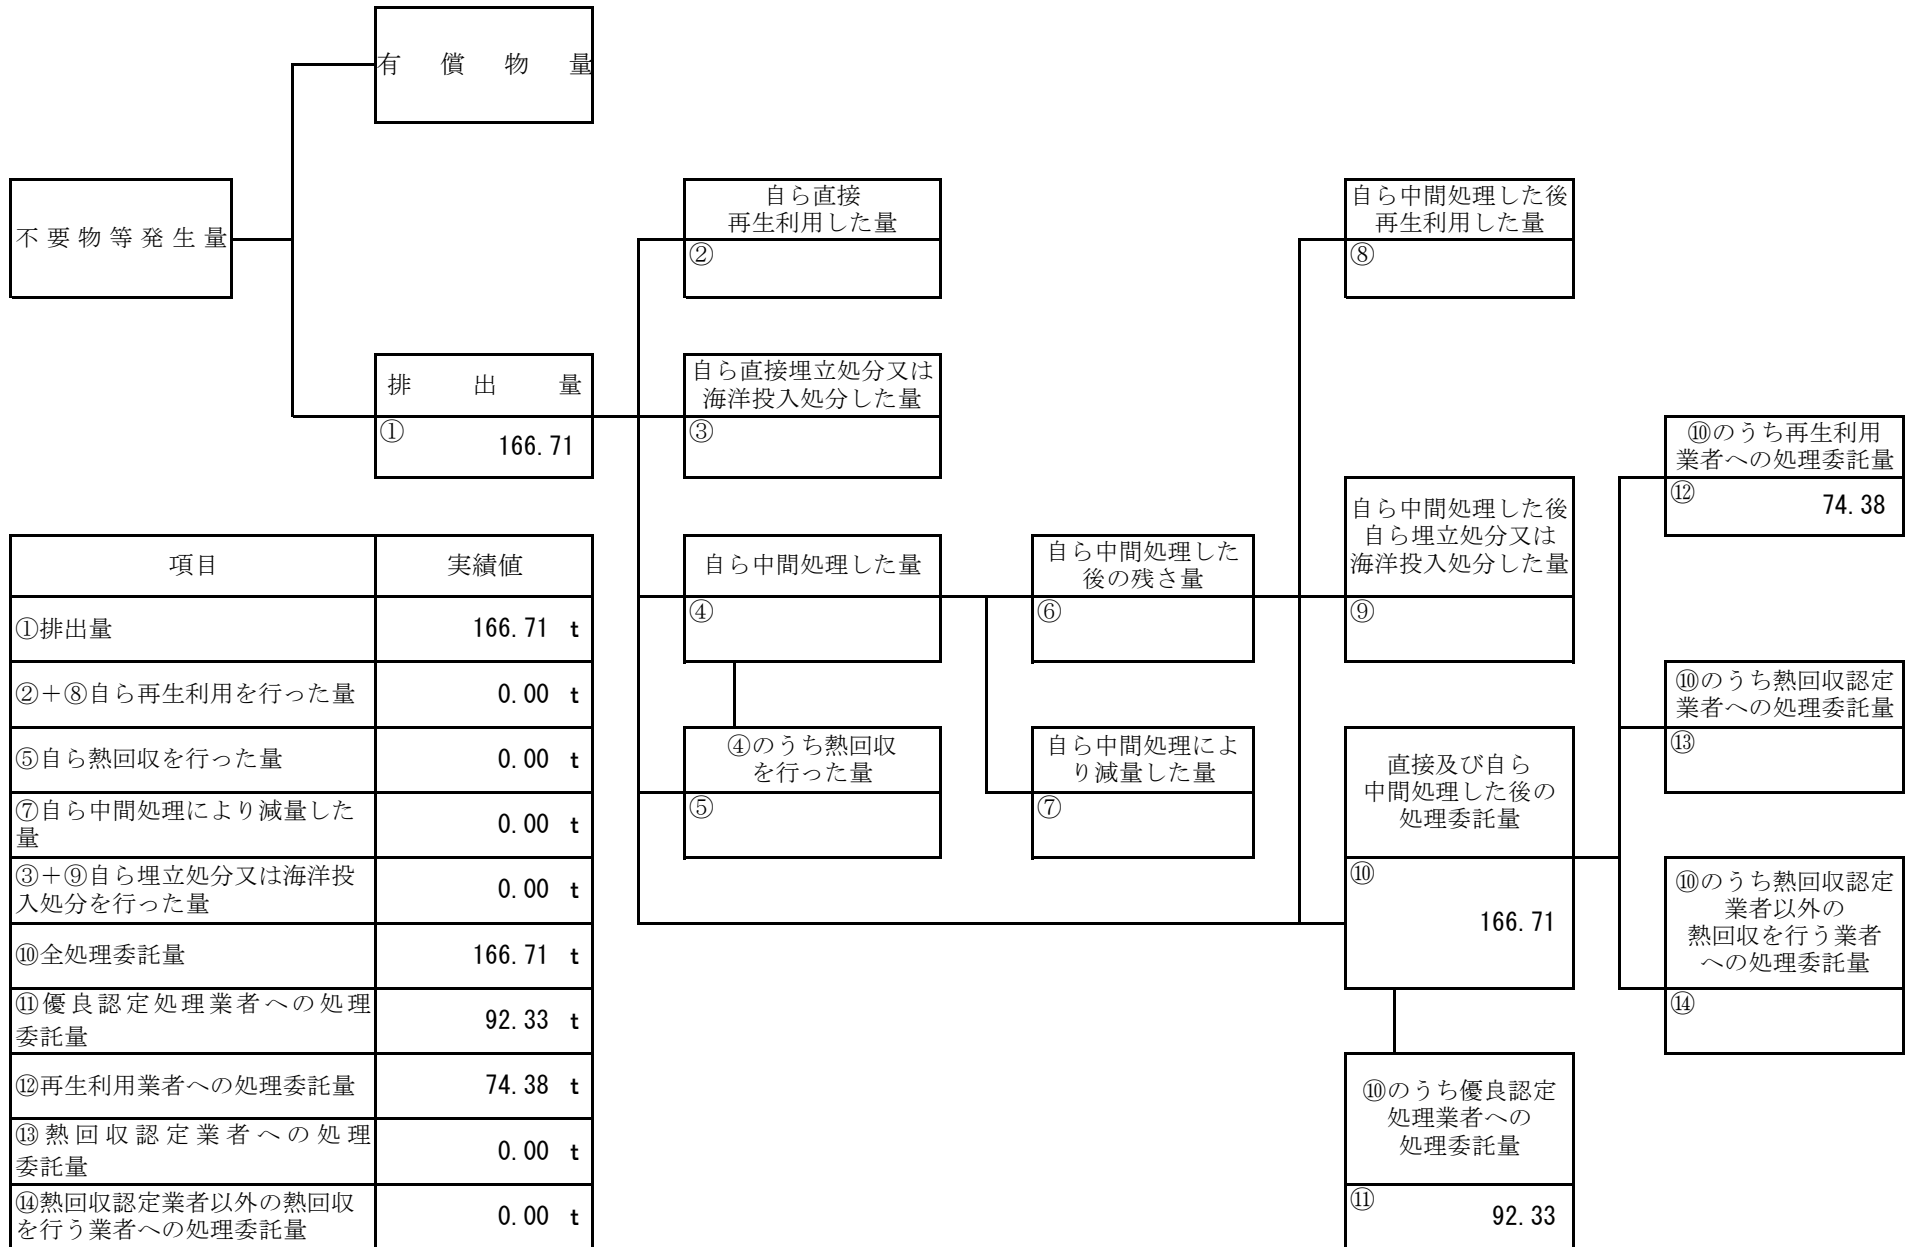 有償物量
不要物等発生量
自ら直接
再生利用した量
②
自ら中間処理した後
再生利用した量
⑧
排出量
①
166.71
自ら直接埋立処分又は
海洋投入処分した量
③
⑩のうち再生利用
業者への処理委託量
⑫
74.38
自ら中間処理した量
④
自ら中間処理した
後の残さ量
⑥
自ら中間処理した後
自ら埋立処分又は
海洋投入処分した量
⑨
④のうち熱回収
を行った量
⑤
自ら中間処理によ
り減量した量
⑦
直接及び自ら
中間処理した後の
処理委託量
⑩
166.71
⑩のうち熱回収認定
業者への処理委託量
⑬
⑩のうち熱回収認定
業者以外の
熱回収を行う業者
への処理委託量
⑭
⑩のうち優良認定
処理業者への
処理委託量
⑪
92.33
項目 実績値
①排出量 166.71 t
②+⑧自ら再生利用を行った量 0.00 t
⑤自ら熱回収を行った量 0.00 t
⑦自ら中間処理により減量した
量 0.00 t
③+⑨自ら埋立処分又は海洋投
入処分を行った量 0.00 t
⑩全処理委託量 166.71 t
⑪優良認定処理業者への処理
委託量 92.33 t
⑫再生利用業者への処理委託量 74.38 t
⑬熱回収認定業者への処理
委託量 0.00 t
⑭熱回収認定業者以外の熱回収
を行う業者への処理委託量 0.00 t